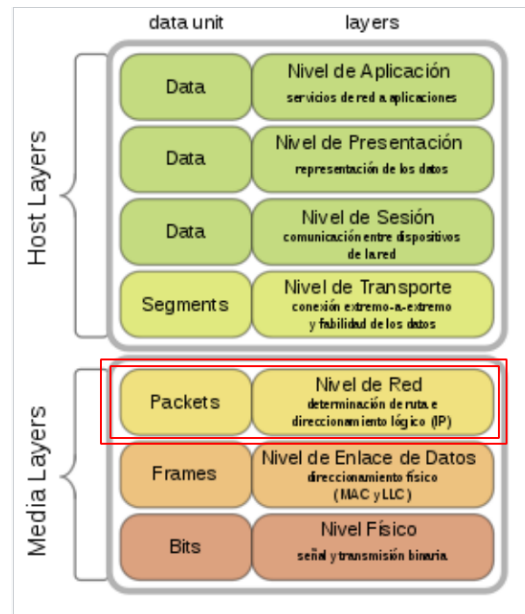 data unit layers
Host Layers
Data
Nivel de Aplicación
servicios de red a aplicaciones
Data
Nivel de Presentación
representación de los datos
Data
Nivel de Sesión
comunicación entre dispositivos
de la red
Segments
Nivel de Transporte
conexión extremo-a-extremo
y fabilidad de los datos
Media Layers
Packets
Nivel de Red
determinación de ruta e
direccionamiento lógico (IP)
Frames
Nivel de Enlace de Datos
direccionamiento físico
(MAC y LLC)
Bits
Nivel Físico
señal y transmisión binaria